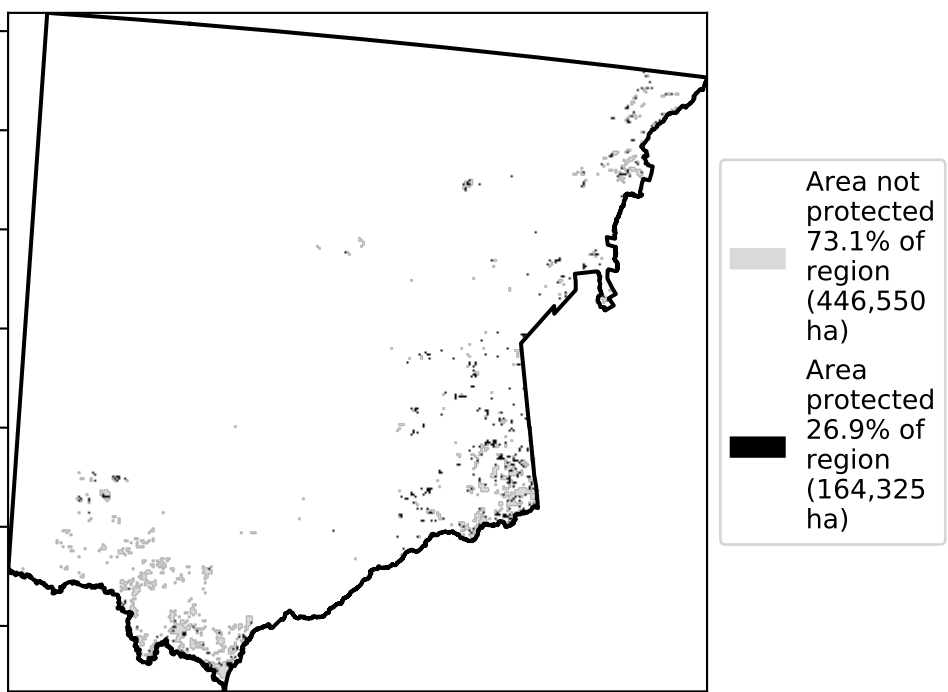 Area not
protected
73.1% of
region
(446,550
ha)
Area
protected
26.9% of
region
(164,325
ha)